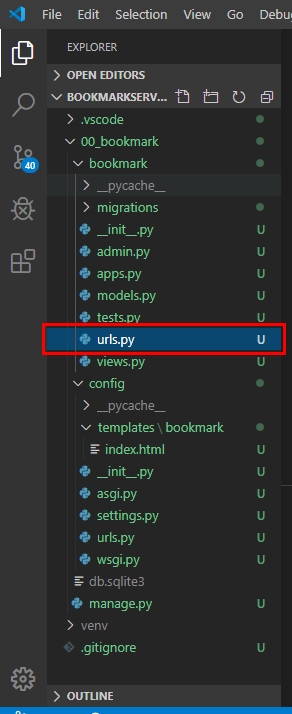 File Edit Selection View Go Debu
EXPLORER
OPEN EDITORS
BOOKMARKSERV...
.vscode
00_bookmark
bookmark
__pycache__
migrations
__init__.py U
admin.py U
apps.py U
models.py U
tests.py U
urls.py U
views.py U
40
config
__pycache__
templates \ bookmark
index.html U
__init__.py U
asgi.py U
settings.py U
urls.py U
wsgi.py U
db.sqlite3
manage.py U
venv
.gitignore U
OUTLINE